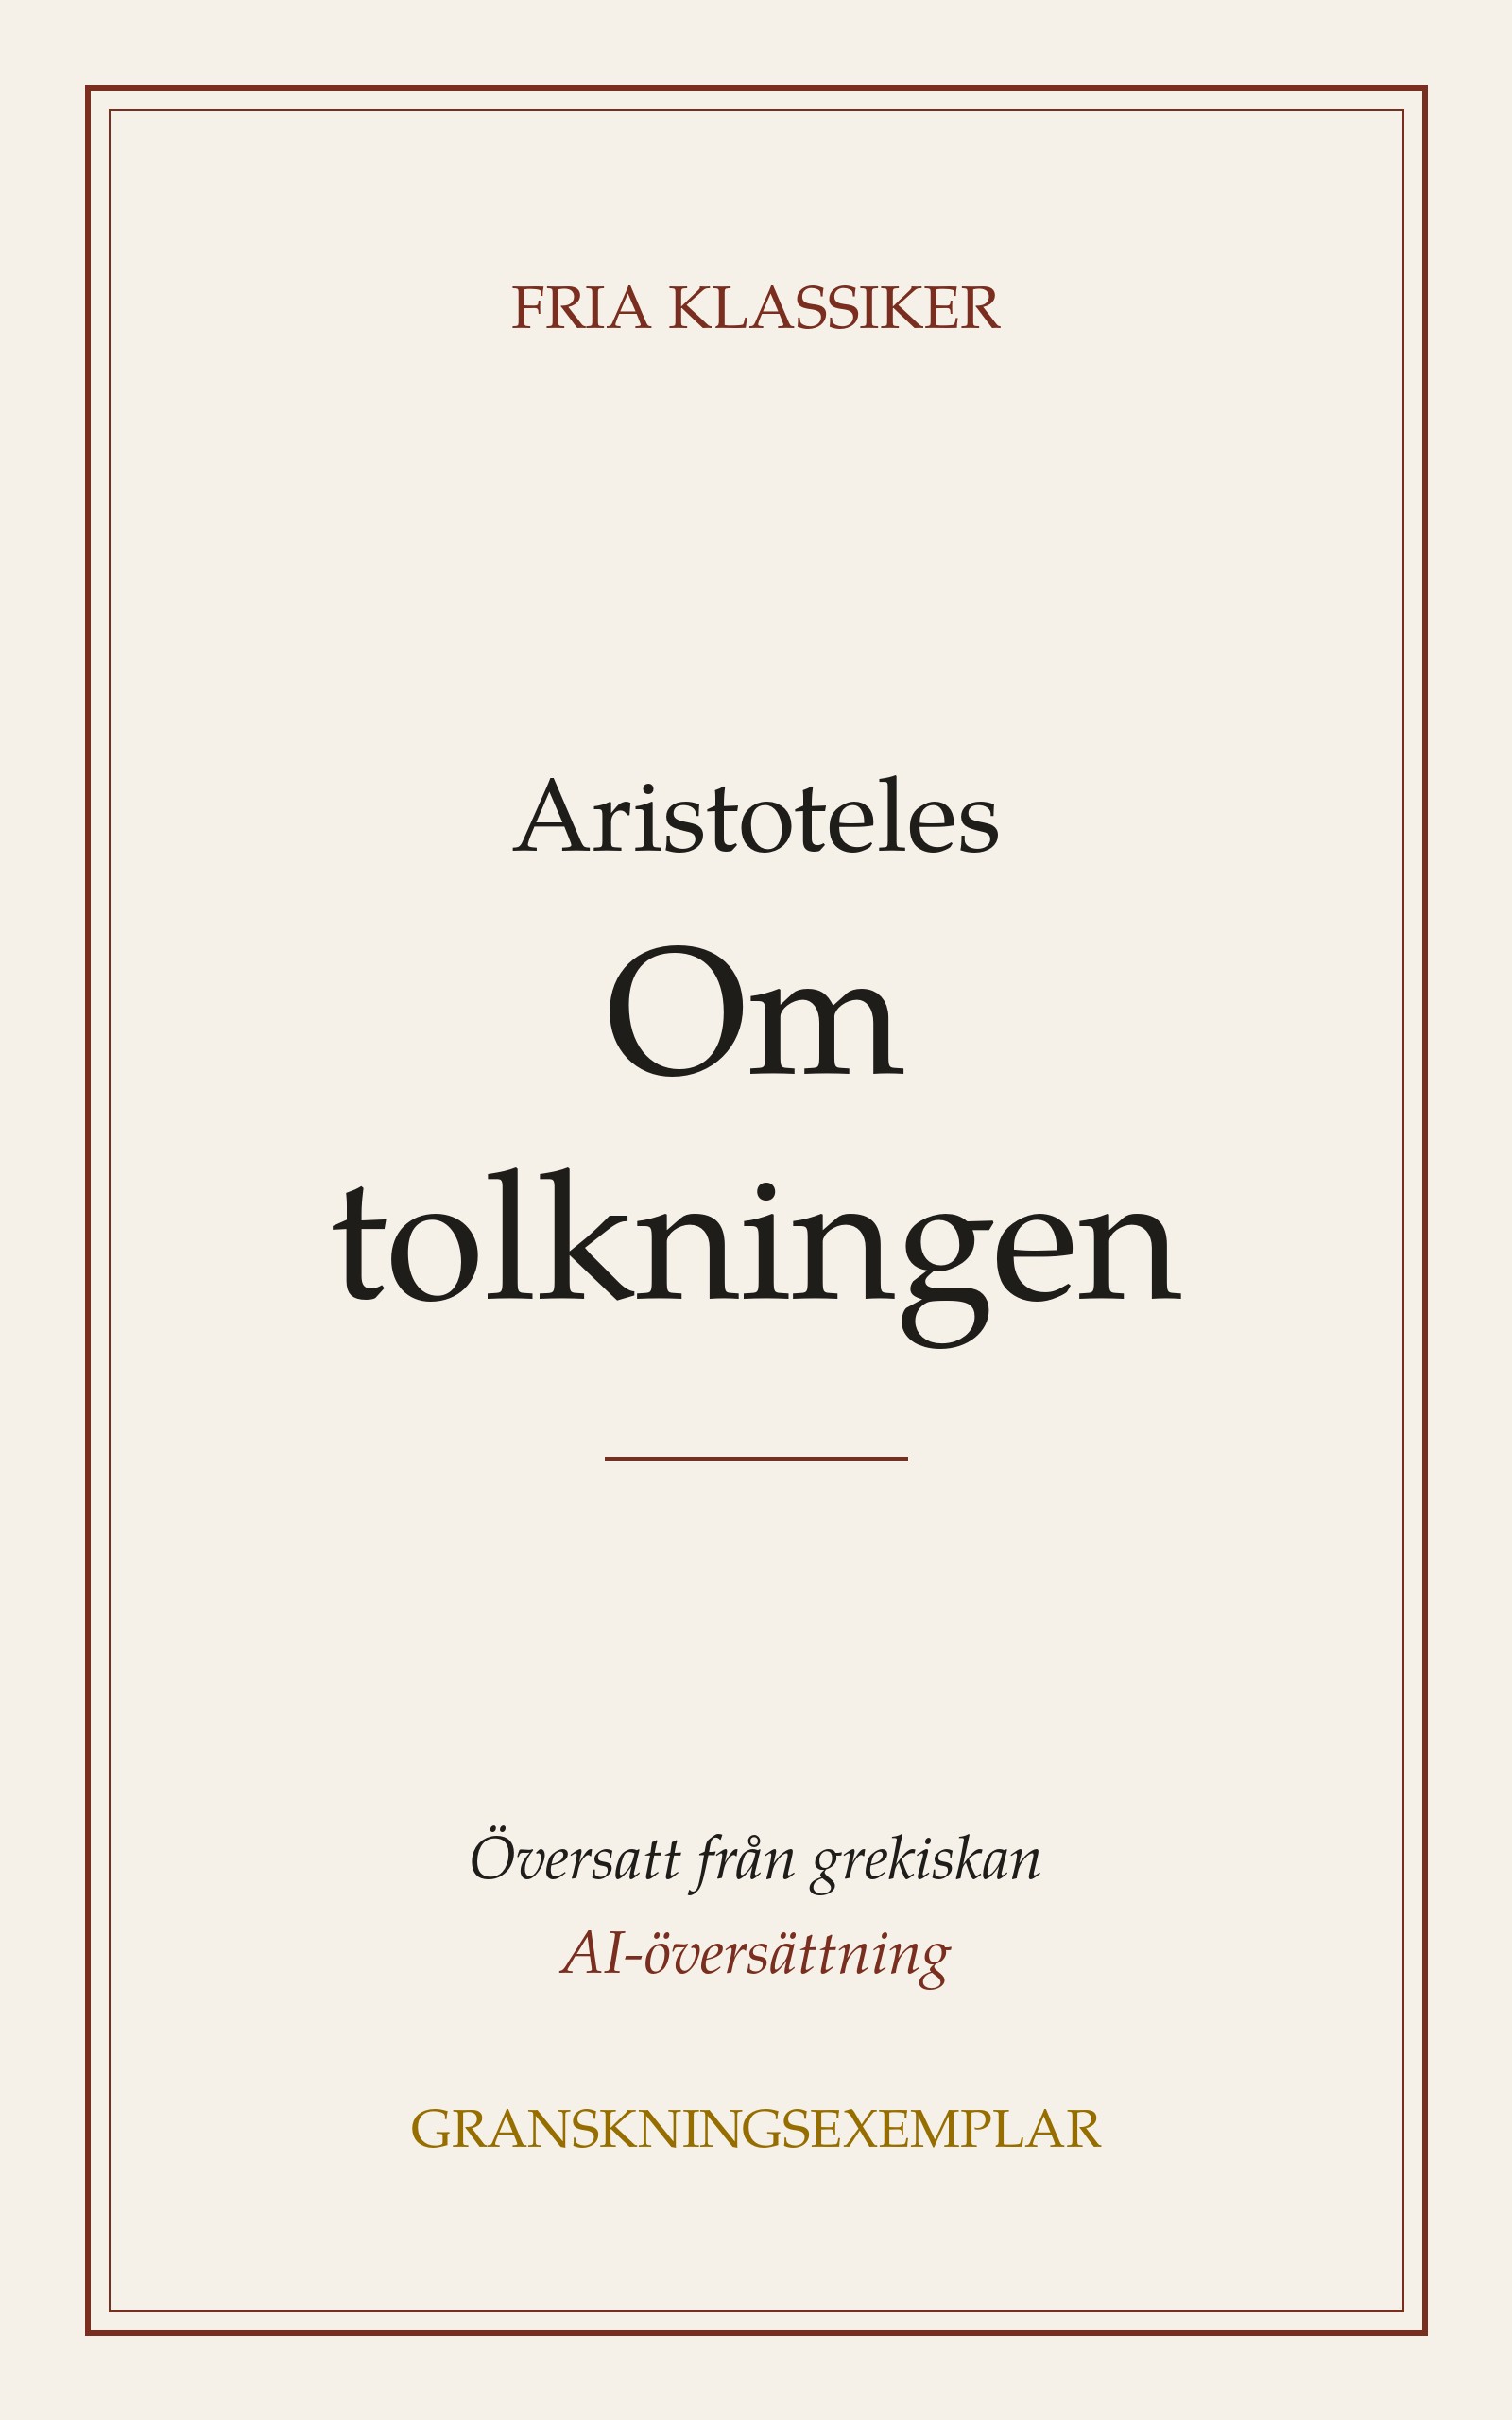 FRIA KLASSIKER
Aristoteles
Om
tolkningen
Översatt från grekiskan
AI-översättning
GRANSKNINGSEXEMPLAR